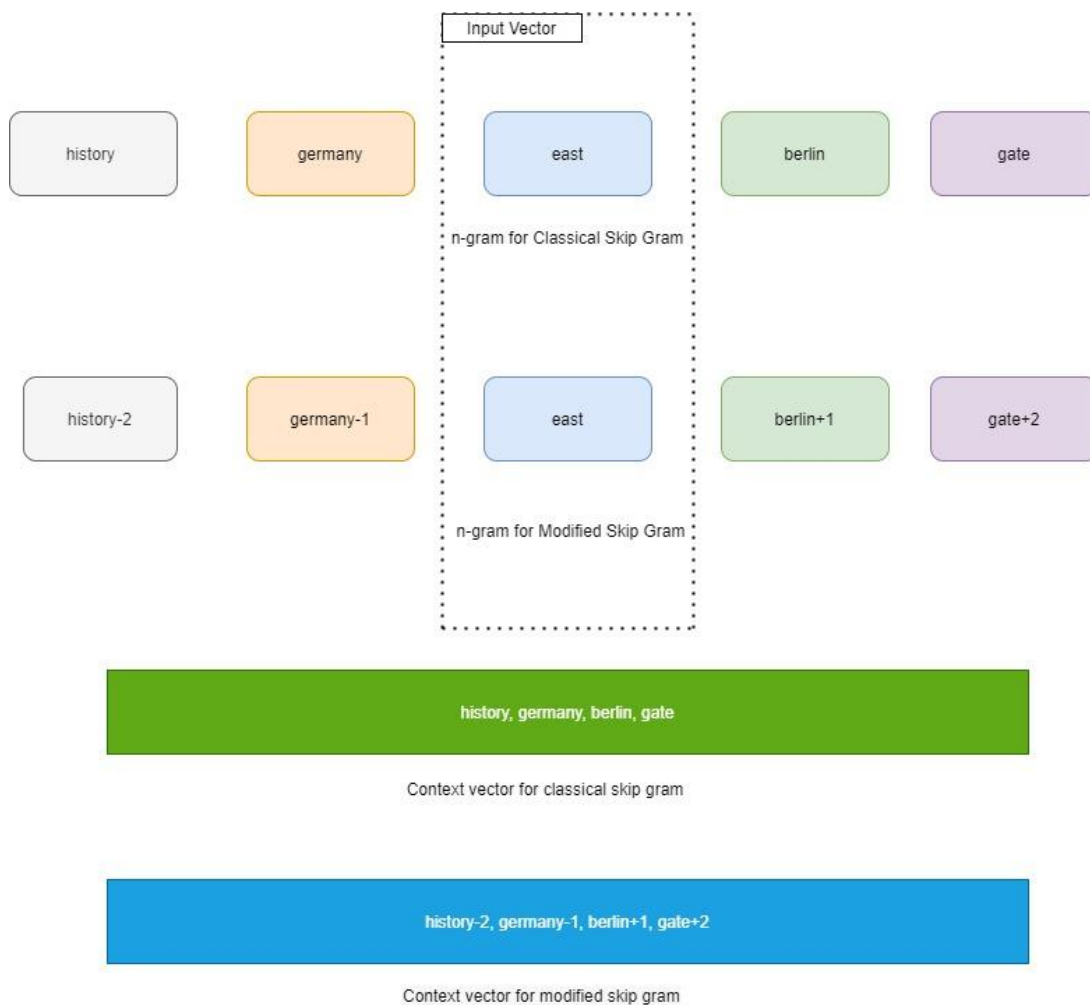 Input Vector
history
germany
east
berlin
gate
n-gram for Classical Skip Gram
history-2
germany-1
east
berlin+1
gate+2
n-gram for Modified Skip Gram
history, germany, berlin, gate
Context vector for classical skip gram
history-2, germany-1, berlin+1, gate+2
Context vector for modified skip gram